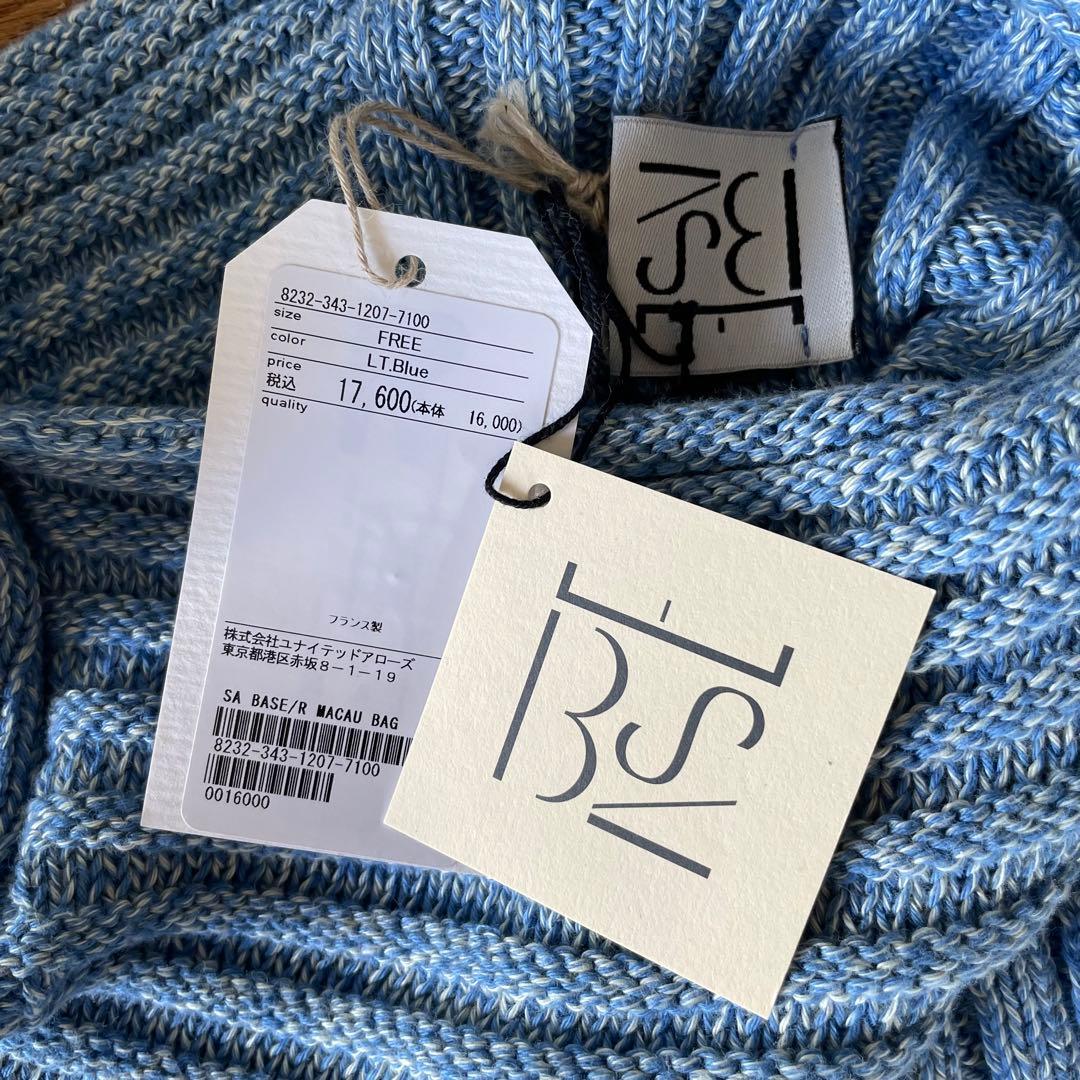 8232-343-1207-7100
size FREE
color LT.Blue
price
税込 17,600(本体 16,000)
quality
フランス製
株式会社ユナイテッドアローズ
東京都港区赤坂8-1-19
SA BASE/R MACAU BAG
8232-343-1207-7100
0016000
BASE
BASE